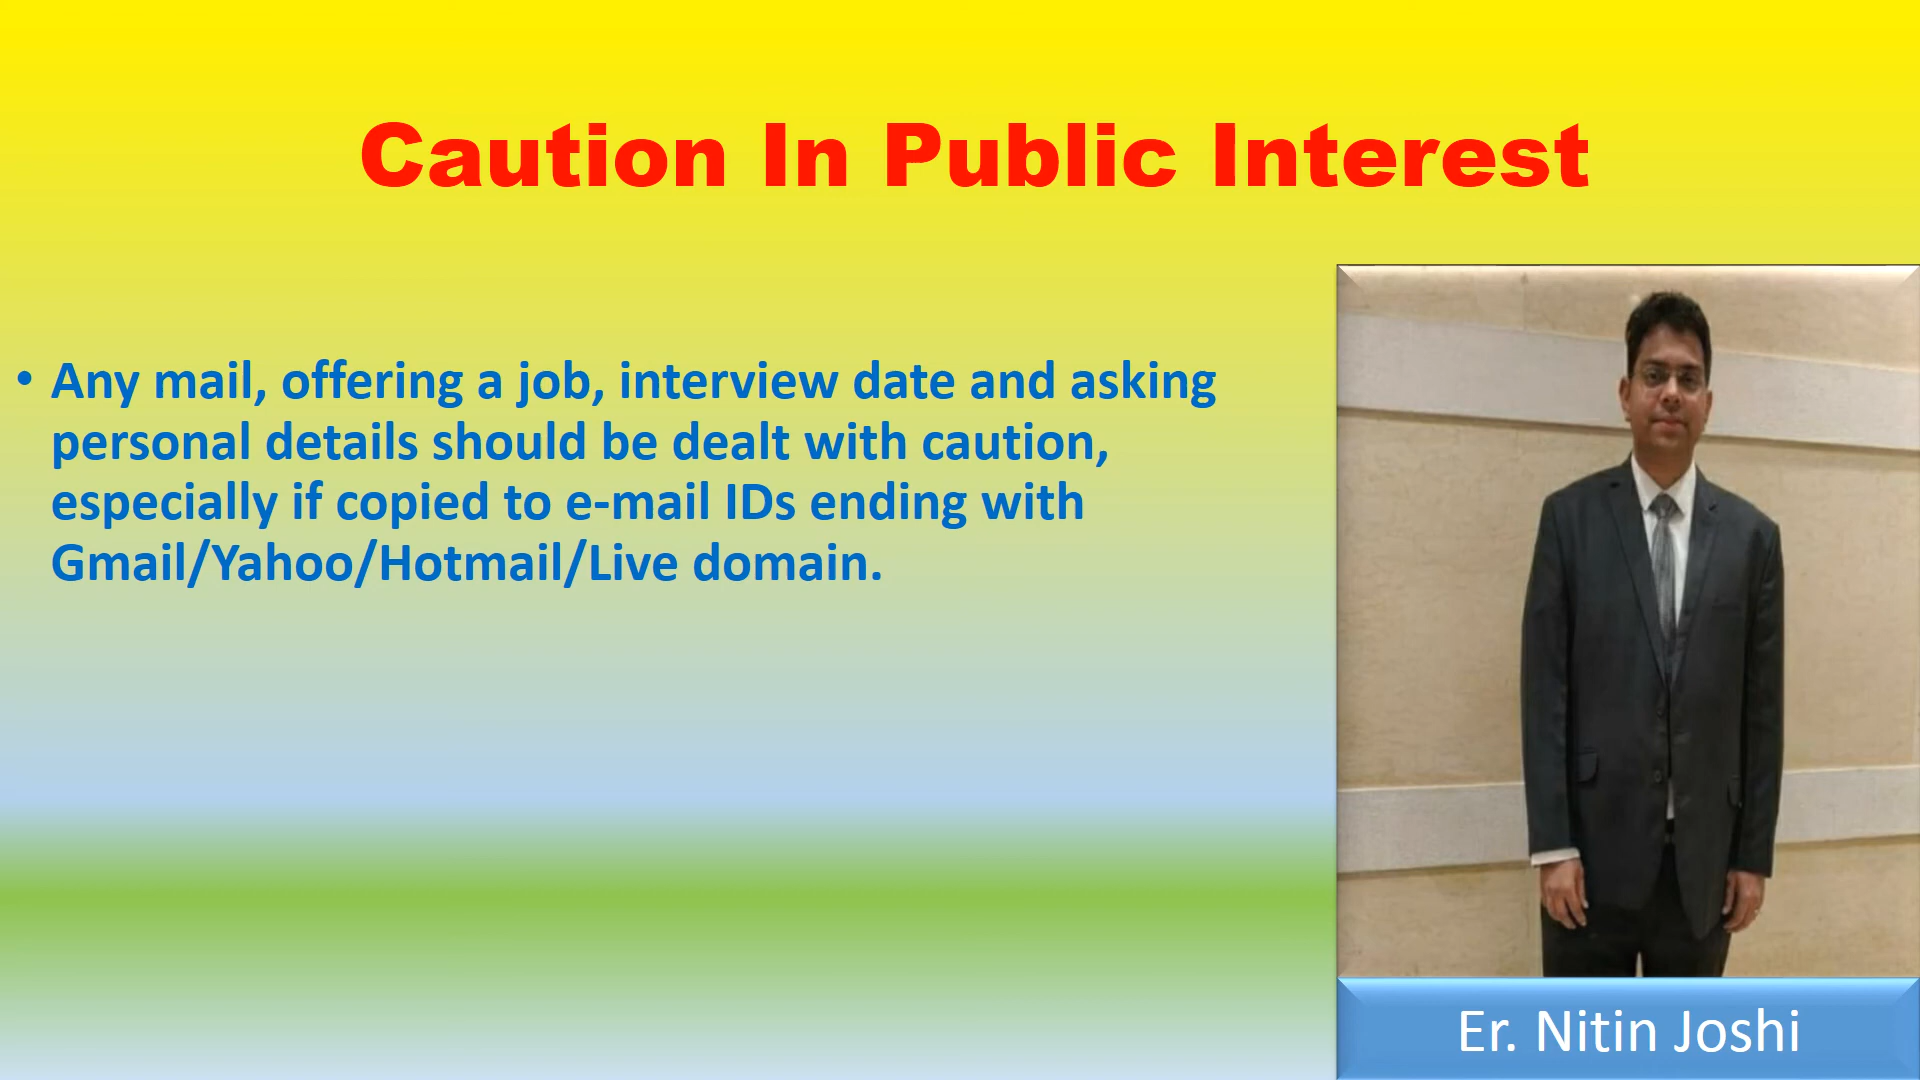 Caution In Public Interest
• Any mail, offering a job, interview date and asking
personal details should be dealt with caution,
especially if copied to e-mail IDs ending with
Gmail/Yahoo/Hotmail/Live domain.
Er. Nitin Joshi